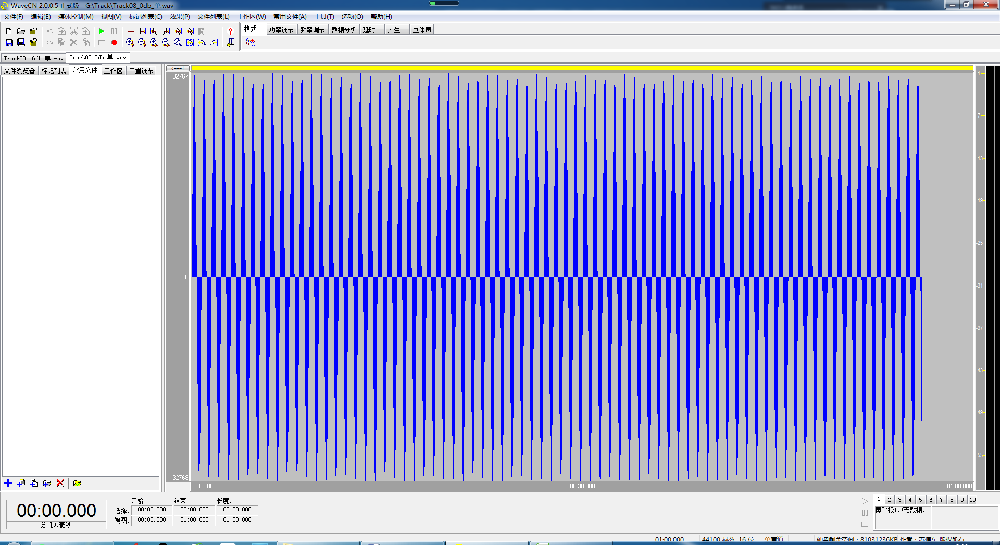 WaveCN 2.0.0.5 正式版 - G:\Track\Track08_0db_单.wav
文件(F) 编辑(E) 媒体控制(M) 视图(V) 标记列表(C) 效果(P) 文件列表(L) 工作区(W) 常用文件(A) 工具(T) 选项(O) 帮助(H)
格式 功率调节 频率调节 数据分析 延时 产生 立体声
Track08_-6db_单.wav Track08_0db_单.wav
文件浏览器 标记列表 常用文件 工作区 音量调节
<---|
32767
0
-32768
00:00.000 00:30.000 01:00.000
-1
-7
-13
-19
-25
-31
-37
-43
-49
-55
00:00.000
分:秒:毫秒
开始: 结束: 长度:
选择: 00:00.000 00:00.000 00:00.000
视图: 00:00.000 01:00.000 01:00.000
1 2 3 4 5 6 7 8 9 10
剪贴板1:(无数据)
01:00.000 44100 赫兹 16 位 单声道 硬盘剩余空间：81031236KB 作者：苏信东 版权所有